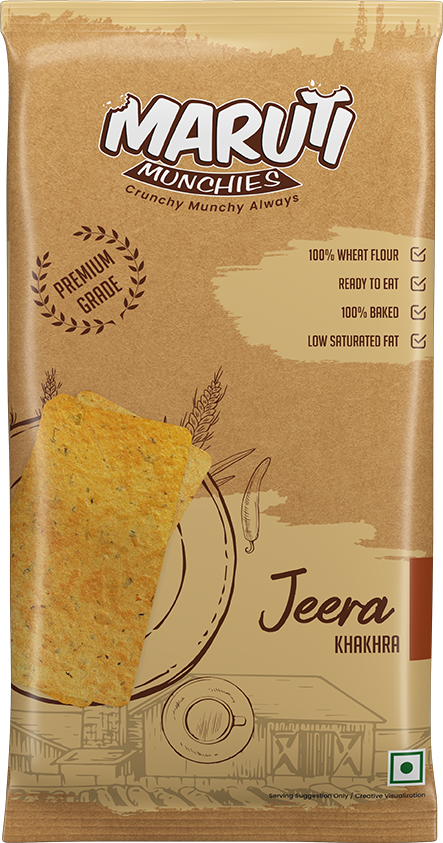 MARUTI
MUNCHIES
Crunchy Munchy Always
PREMIUM
GRADE
100% WHEAT FLOUR
READY TO EAT
100% BAKED
LOW SATURATED FAT
Jeera
KHAKHRA
Serving Suggestion Only / Creative Visualization